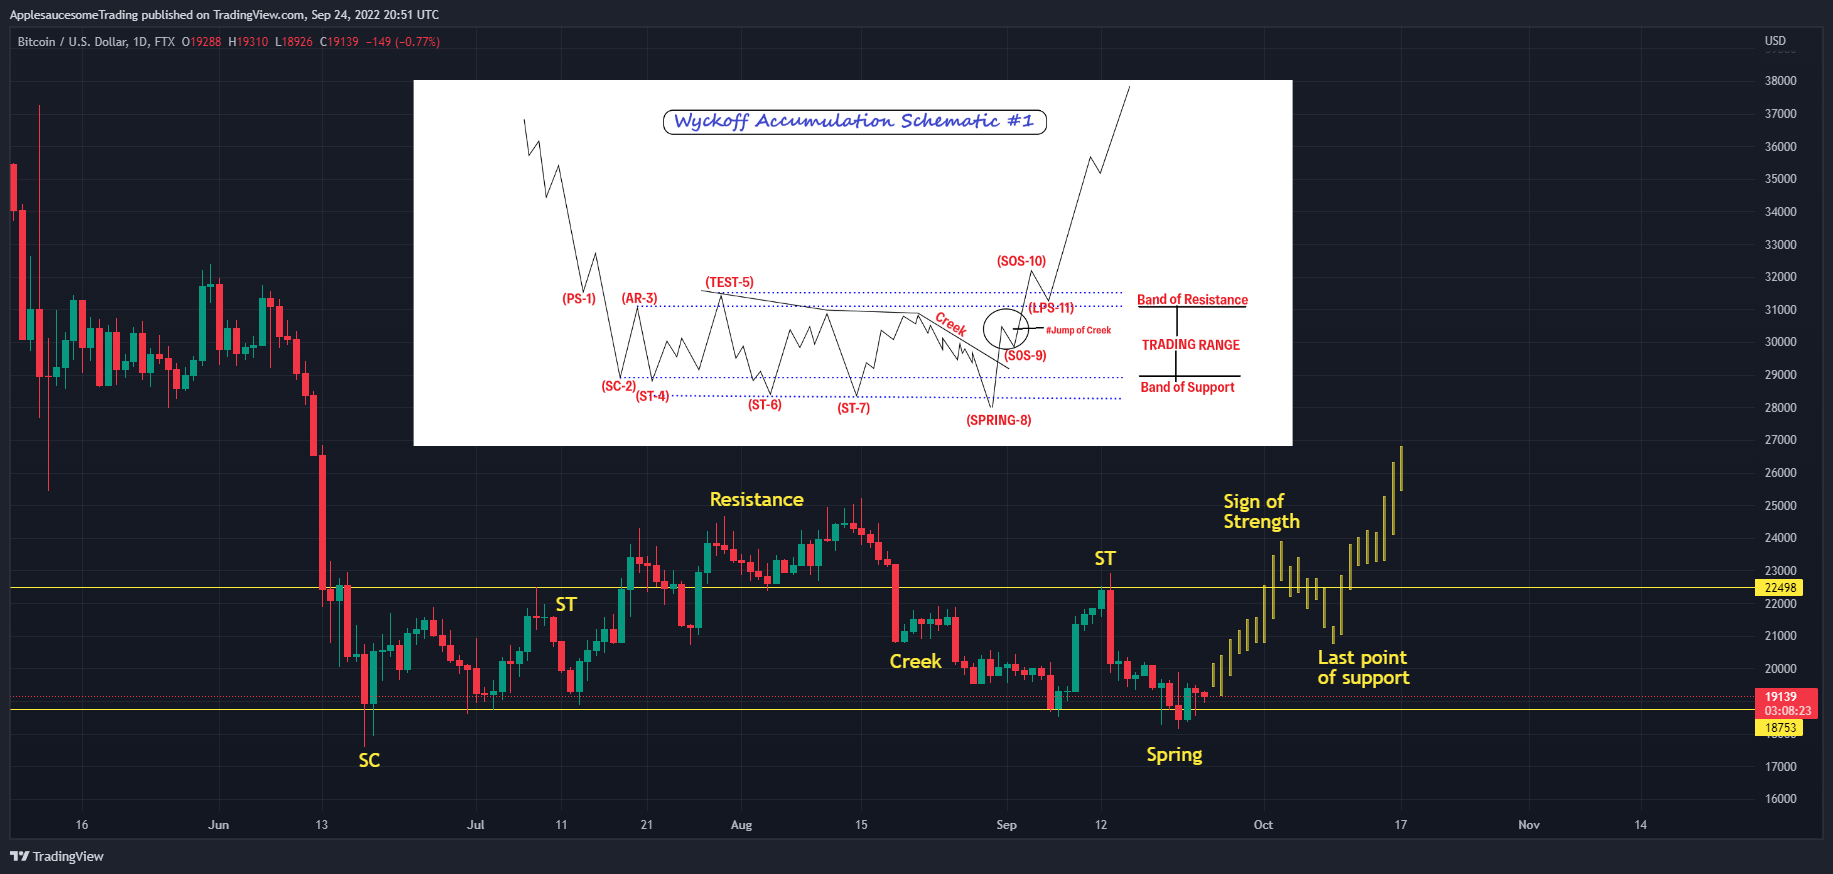 ApplesaucesomeTrading published on TradingView.com, Sep 24, 2022 20:51 UTC
Bitcoin / U.S. Dollar, 1D, FTX O19288 H19310 L18926 C19139 −149 (−0.77%)
USD
38000
37000
36000
35000
34000
33000
32000
31000
30000
29000
28000
27000
26000
25000
24000
23000
22498
22000
21000
20000
19139
03:08:23
18753
17000
16000
Wyckoff Accumulation Schematic #1
(PS-1)
(AR-3)
(TEST-5)
(SOS-10)
(LPS-11)
Band of Resistance
Creek
#Jump of Creek
(SOS-9)
TRADING RANGE
(SC-2)
(ST-4)
(ST-6)
(ST-7)
(SPRING-8)
Band of Support
Resistance
Sign of
Strength
ST
ST
Creek
Last point
of support
SC
Spring
16 Jun 13 Jul 11 21 Aug 15 Sep 12 Oct 17 Nov 14
TradingView